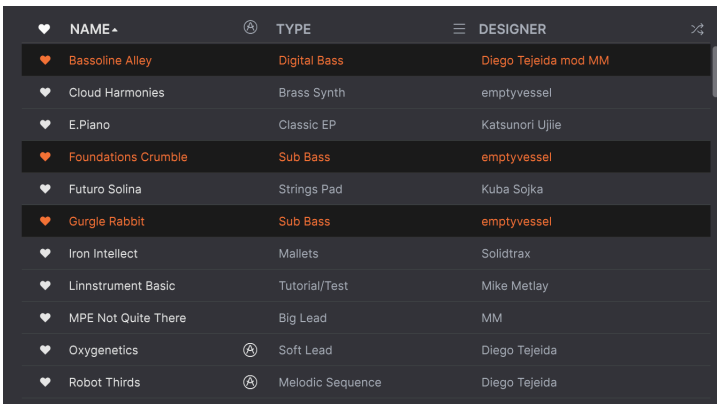 NAME TYPE DESIGNER
Bassoline Alley Digital Bass Diego Tejeida mod MM
Cloud Harmonies Brass Synth emptyvessel
E.Piano Classic EP Katsunori Ujiie
Foundations Crumble Sub Bass emptyvessel
Futuro Solina Strings Pad Kuba Sojka
Gurgle Rabbit Sub Bass emptyvessel
Iron Intellect Mallets Solidtrax
Linnstrument Basic Tutorial/Test Mike Metlay
MPE Not Quite There Big Lead MM
Oxygenetics Soft Lead Diego Tejeida
Robot Thirds Melodic Sequence Diego Tejeida